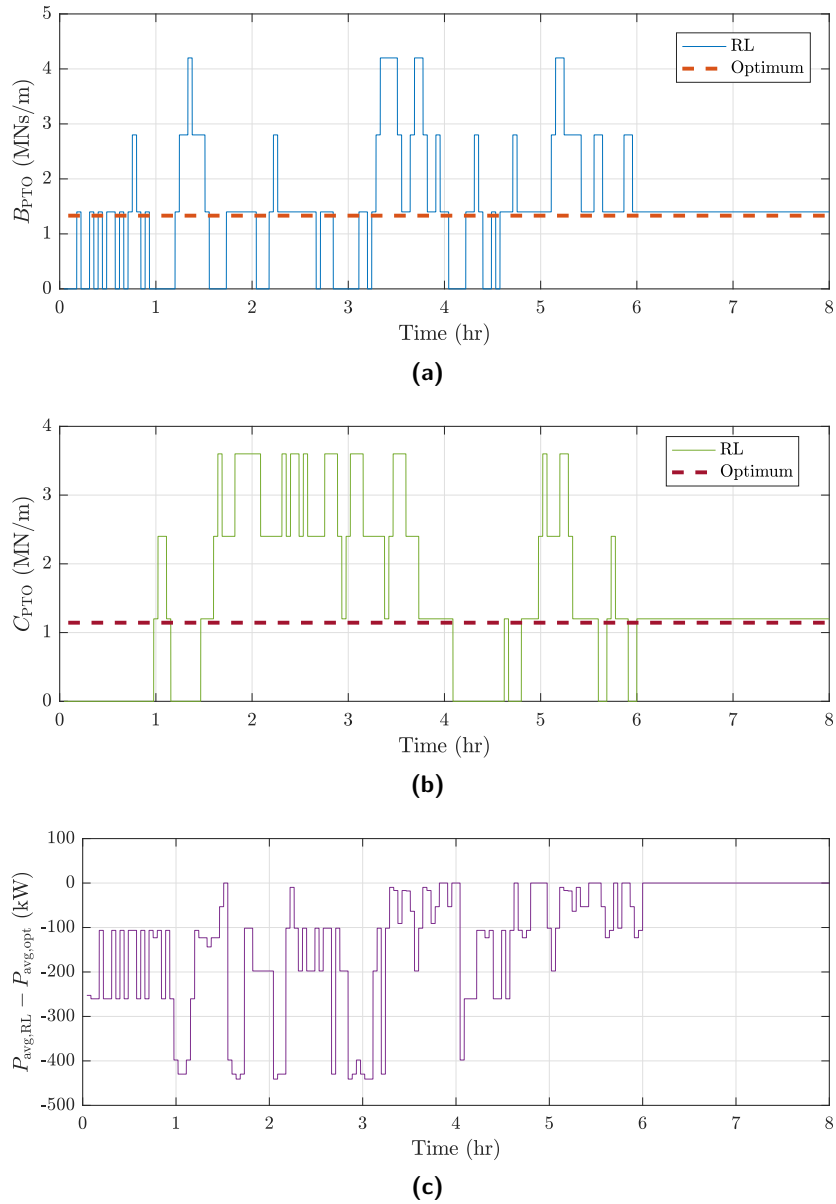 5
4
3
2
1
0
B_PTO (MNs/m)
RL
Optimum
0 1 2 3 4 5 6 7 8
Time (hr)
(a)
4
3
2
1
0
C_PTO (MN/m)
RL
Optimum
0 1 2 3 4 5 6 7 8
Time (hr)
(b)
100
0
-100
-200
-300
-400
-500
P_avg,RL − P_avg,opt (kW)
0 1 2 3 4 5 6 7 8
Time (hr)
(c)